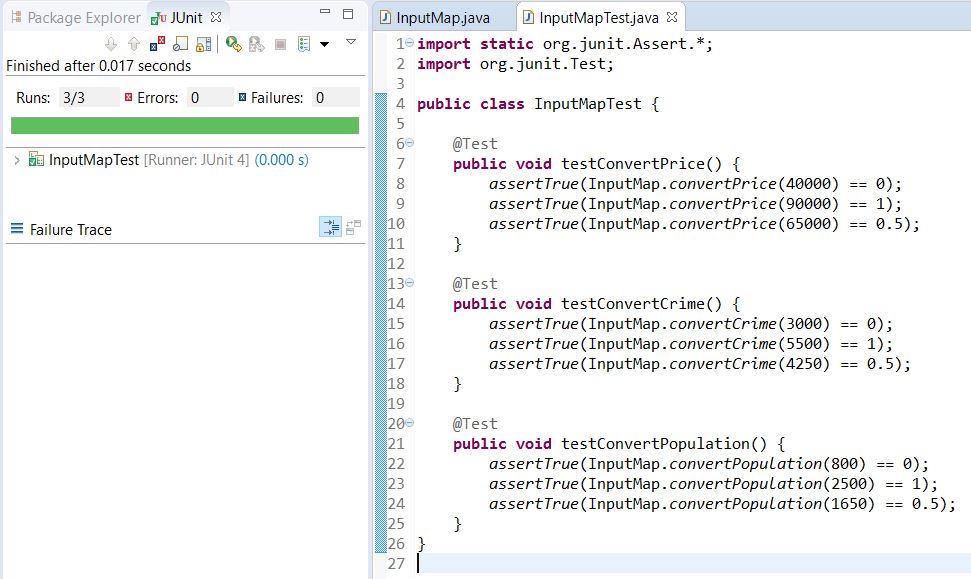 Package Explorer JUnit
Finished after 0.017 seconds
Runs: 3/3 Errors: 0 Failures: 0
InputMapTest [Runner: JUnit 4] (0.000 s)
Failure Trace
InputMap.java InputMapTest.java
1 import static org.junit.Assert.*;
2 import org.junit.Test;
3
4 public class InputMapTest {
5
6 @Test
7 public void testConvertPrice() {
8 assertTrue(InputMap.convertPrice(40000) == 0);
9 assertTrue(InputMap.convertPrice(90000) == 1);
10 assertTrue(InputMap.convertPrice(65000) == 0.5);
11 }
12
13 @Test
14 public void testConvertCrime() {
15 assertTrue(InputMap.convertCrime(3000) == 0);
16 assertTrue(InputMap.convertCrime(5500) == 1);
17 assertTrue(InputMap.convertCrime(4250) == 0.5);
18 }
19
20 @Test
21 public void testConvertPopulation() {
22 assertTrue(InputMap.convertPopulation(800) == 0);
23 assertTrue(InputMap.convertPopulation(2500) == 1);
24 assertTrue(InputMap.convertPopulation(1650) == 0.5);
25 }
26 }
27